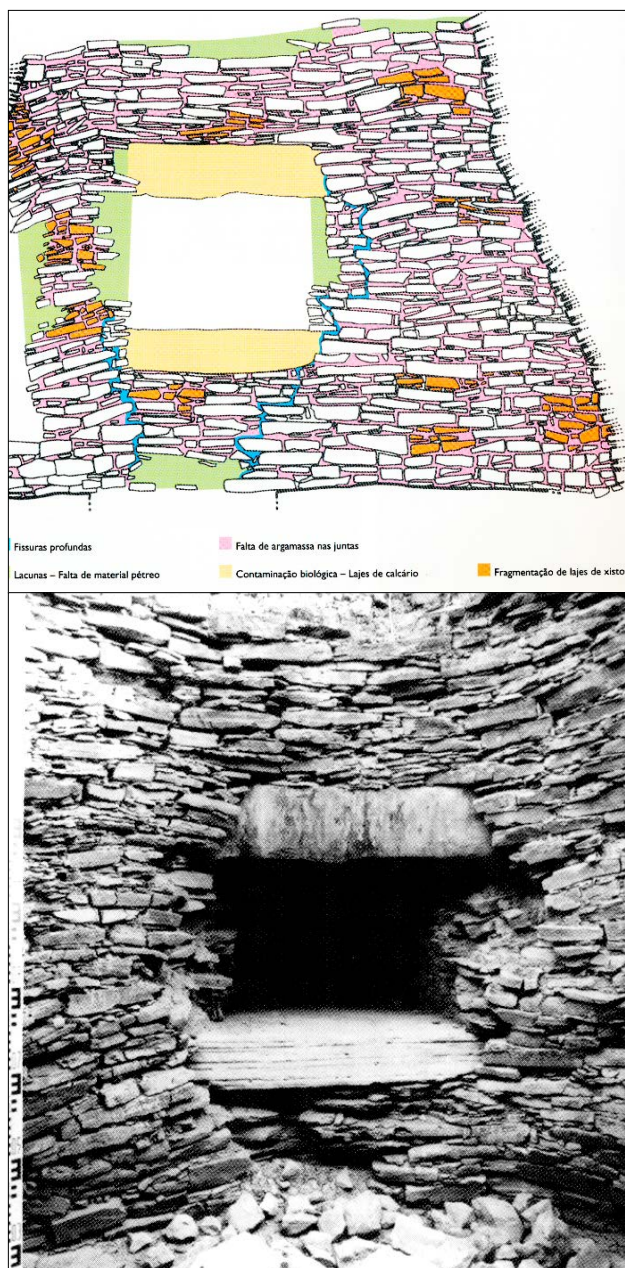 Fissuras profundas
Falta de argamassa nas juntas
Lacunas – Falta de material pétreo
Contaminação biológica – Lajes de calcário
Fragmentação de lajes de xisto